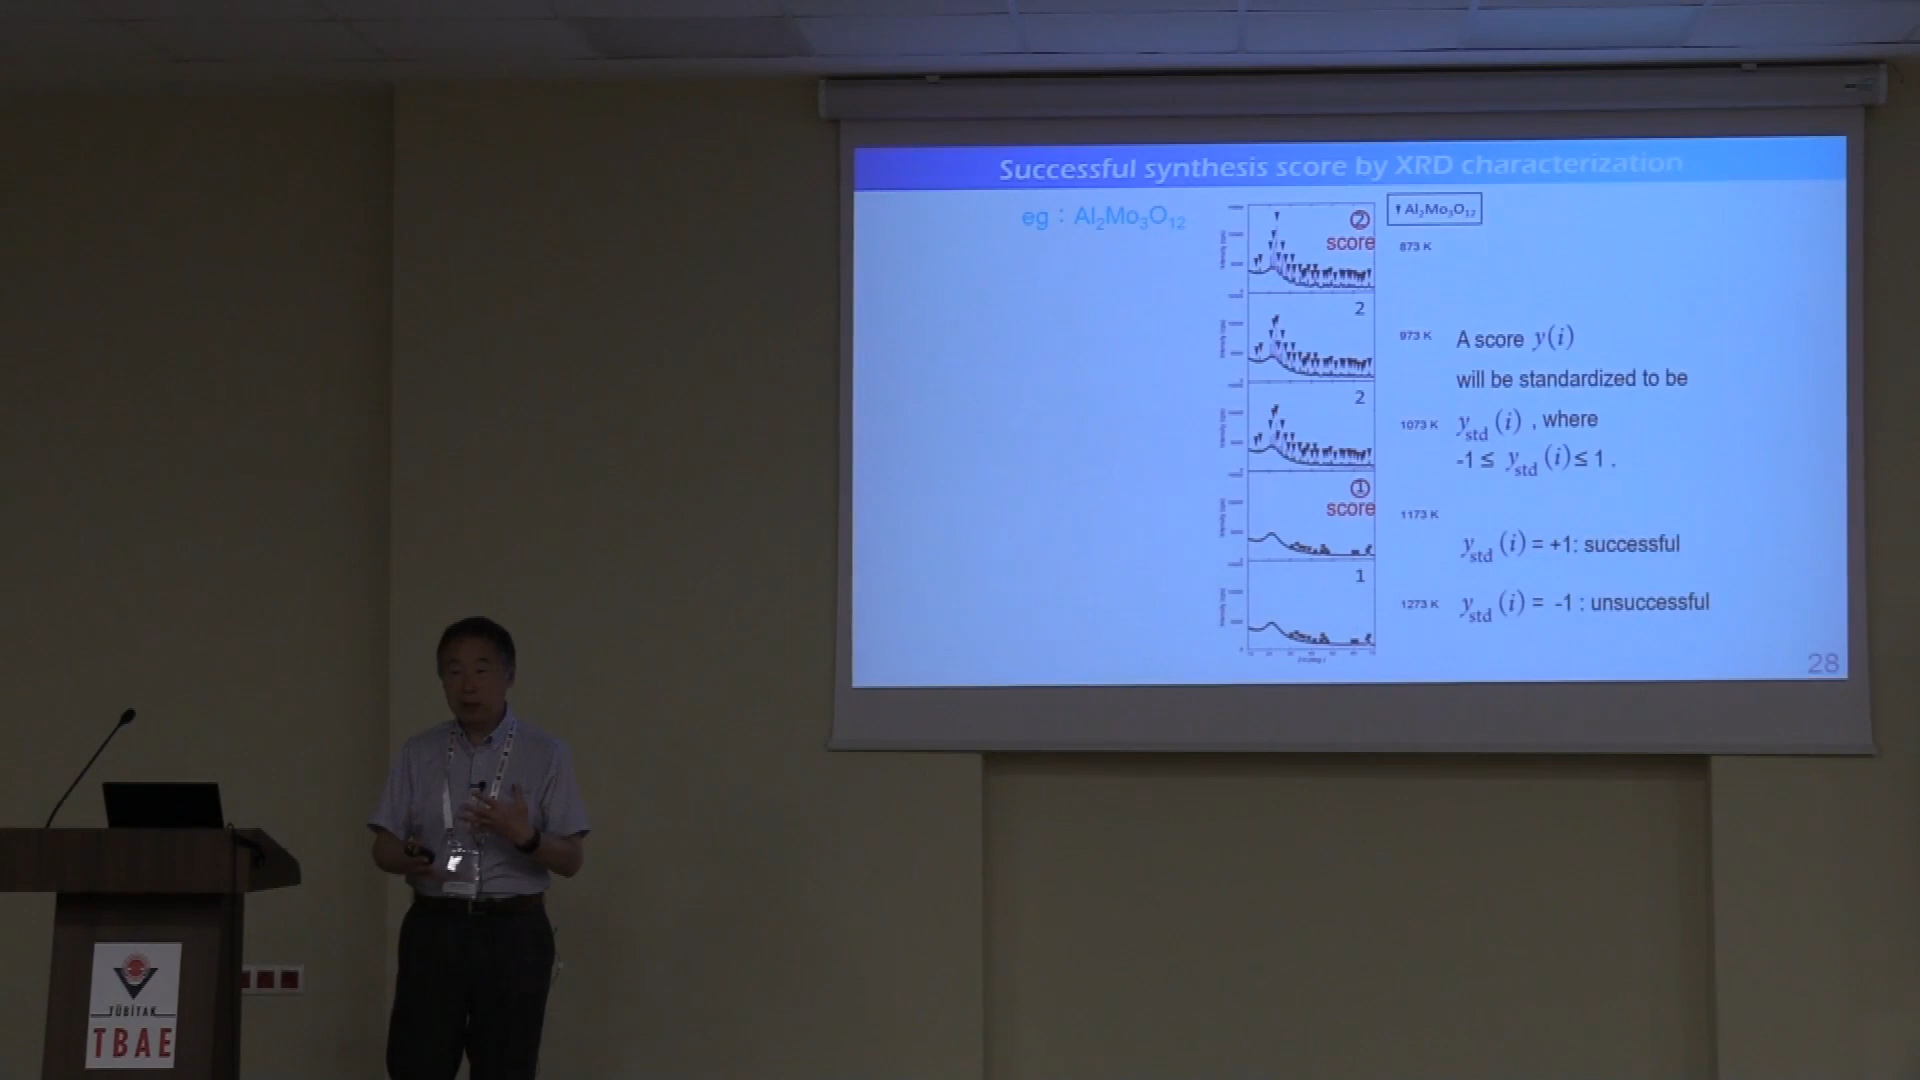 Successful synthesis score by XRD characterization
eg : Al₂Mo₃O₁₂
Al₂Mo₃O₁₂
② score
873 K
2
973 K
2
1073 K
① score
1173 K
1
1273 K
A score y(i)
will be standardized to be
y_std (i) , where
-1 ≤ y_std (i) ≤ 1 .
y_std (i) = +1: successful
y_std (i) = -1 : unsuccessful
28
TÜBİTAK
TBAE